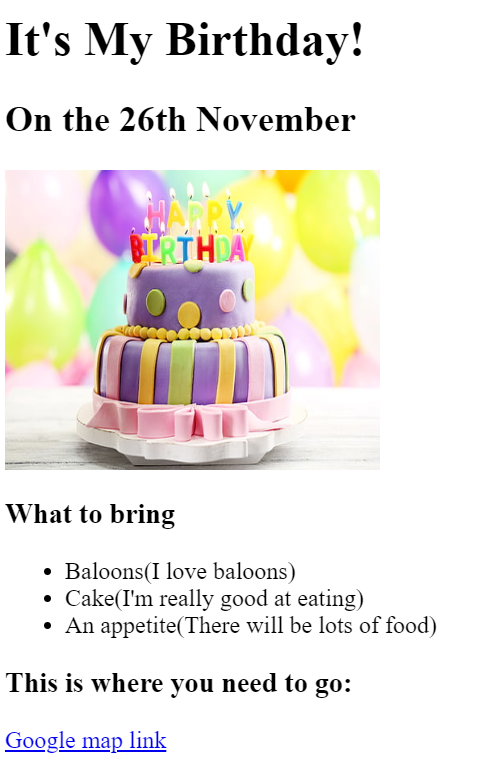 It's My Birthday!
On the 26th November
HAPPY
BIRTHDAY
What to bring
Baloons(I love baloons)
Cake(I'm really good at eating)
An appetite(There will be lots of food)
This is where you need to go:
Google map link